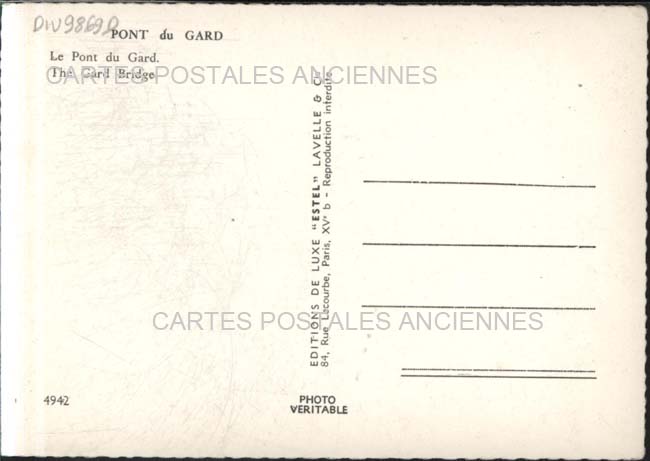 DW9869D
PONT du GARD
Le Pont du Gard.
The Gard Bridge.
CARTES POSTALES ANCIENNES
EDITIONS DE LUXE "ESTEL" LAVELLE & Cie
84, Rue Lecourbe, Paris, XVe b - Reproduction interdite
CARTES POSTALES ANCIENNES
4942
PHOTO
VERITABLE